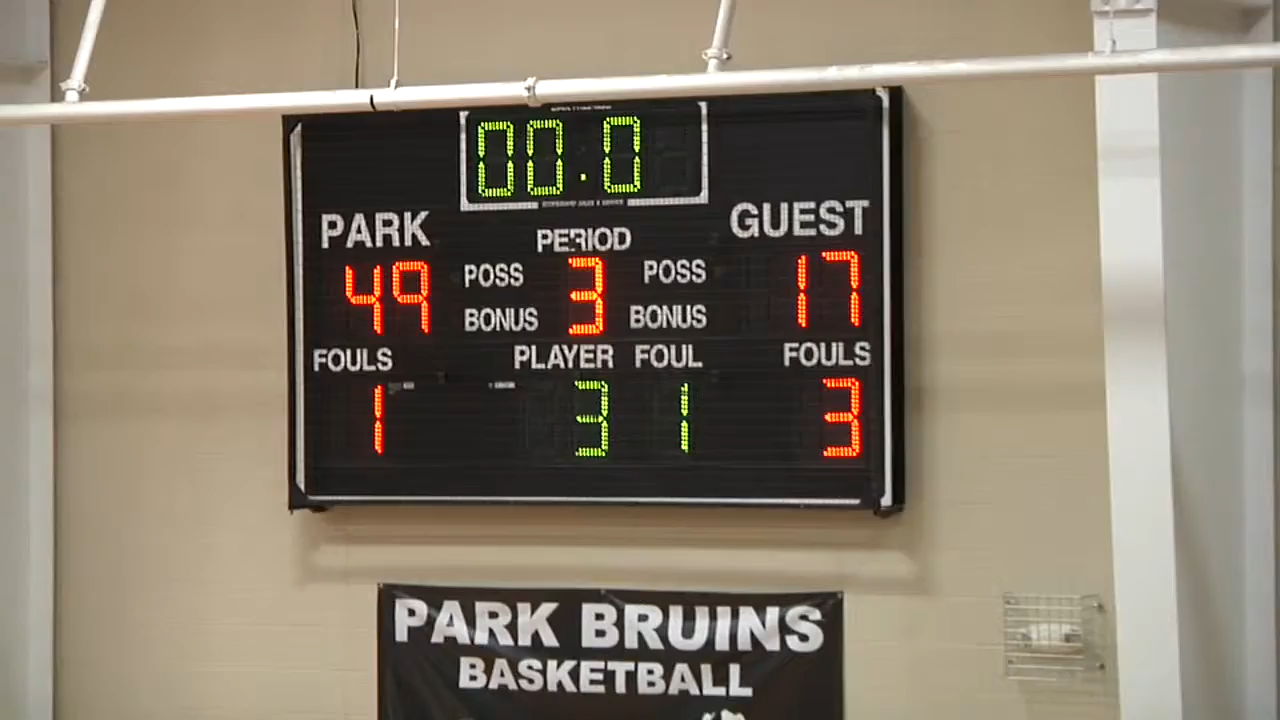 00.0
PARK
GUEST
PERIOD
49
POSS
3
POSS
17
BONUS
BONUS
FOULS
PLAYER
FOUL
FOULS
1
3
1
3
PARK BRUINS
BASKETBALL